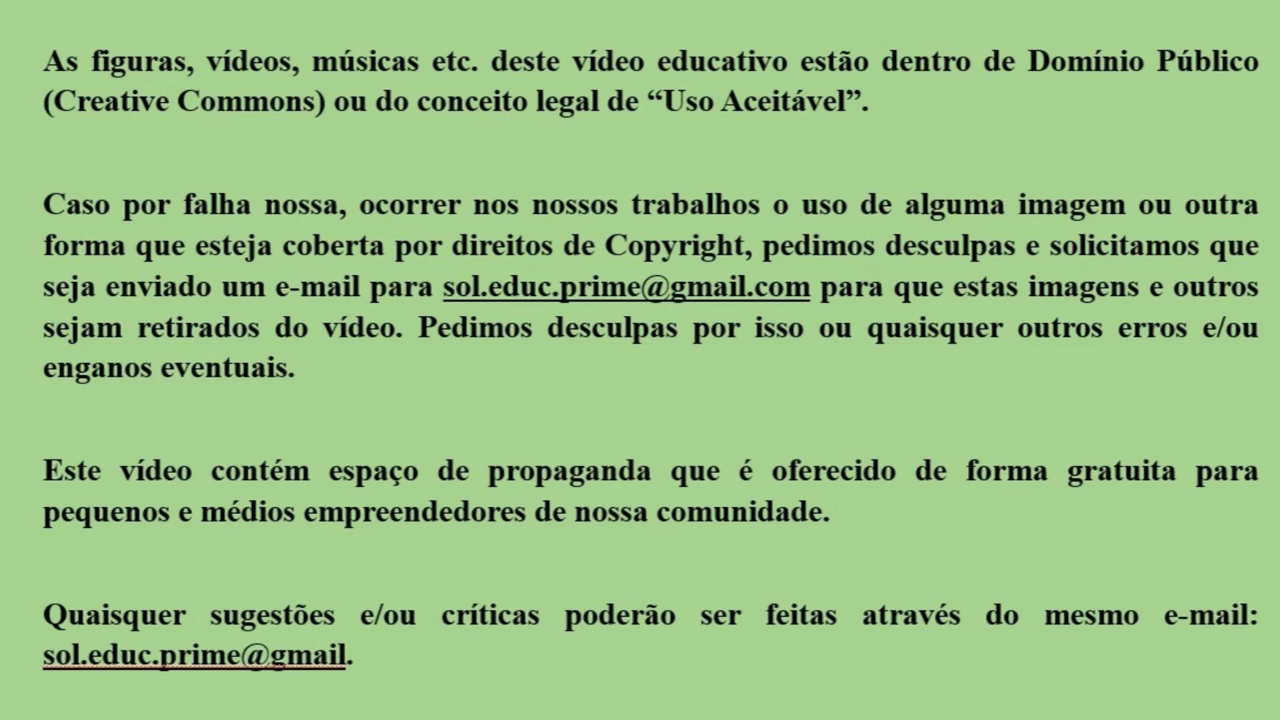 As figuras, vídeos, músicas etc. deste vídeo educativo estão dentro de Domínio Público
(Creative Commons) ou do conceito legal de “Uso Aceitável”.
Caso por falha nossa, ocorrer nos nossos trabalhos o uso de alguma imagem ou outra
forma que esteja coberta por direitos de Copyright, pedimos desculpas e solicitamos que
seja enviado um e-mail para sol.educ.prime@gmail.com para que estas imagens e outros
sejam retirados do vídeo. Pedimos desculpas por isso ou quaisquer outros erros e/ou
enganos eventuais.
Este vídeo contém espaço de propaganda que é oferecido de forma gratuita para
pequenos e médios empreendedores de nossa comunidade.
Quaisquer sugestões e/ou críticas poderão ser feitas através do mesmo e-mail:
sol.educ.prime@gmail.